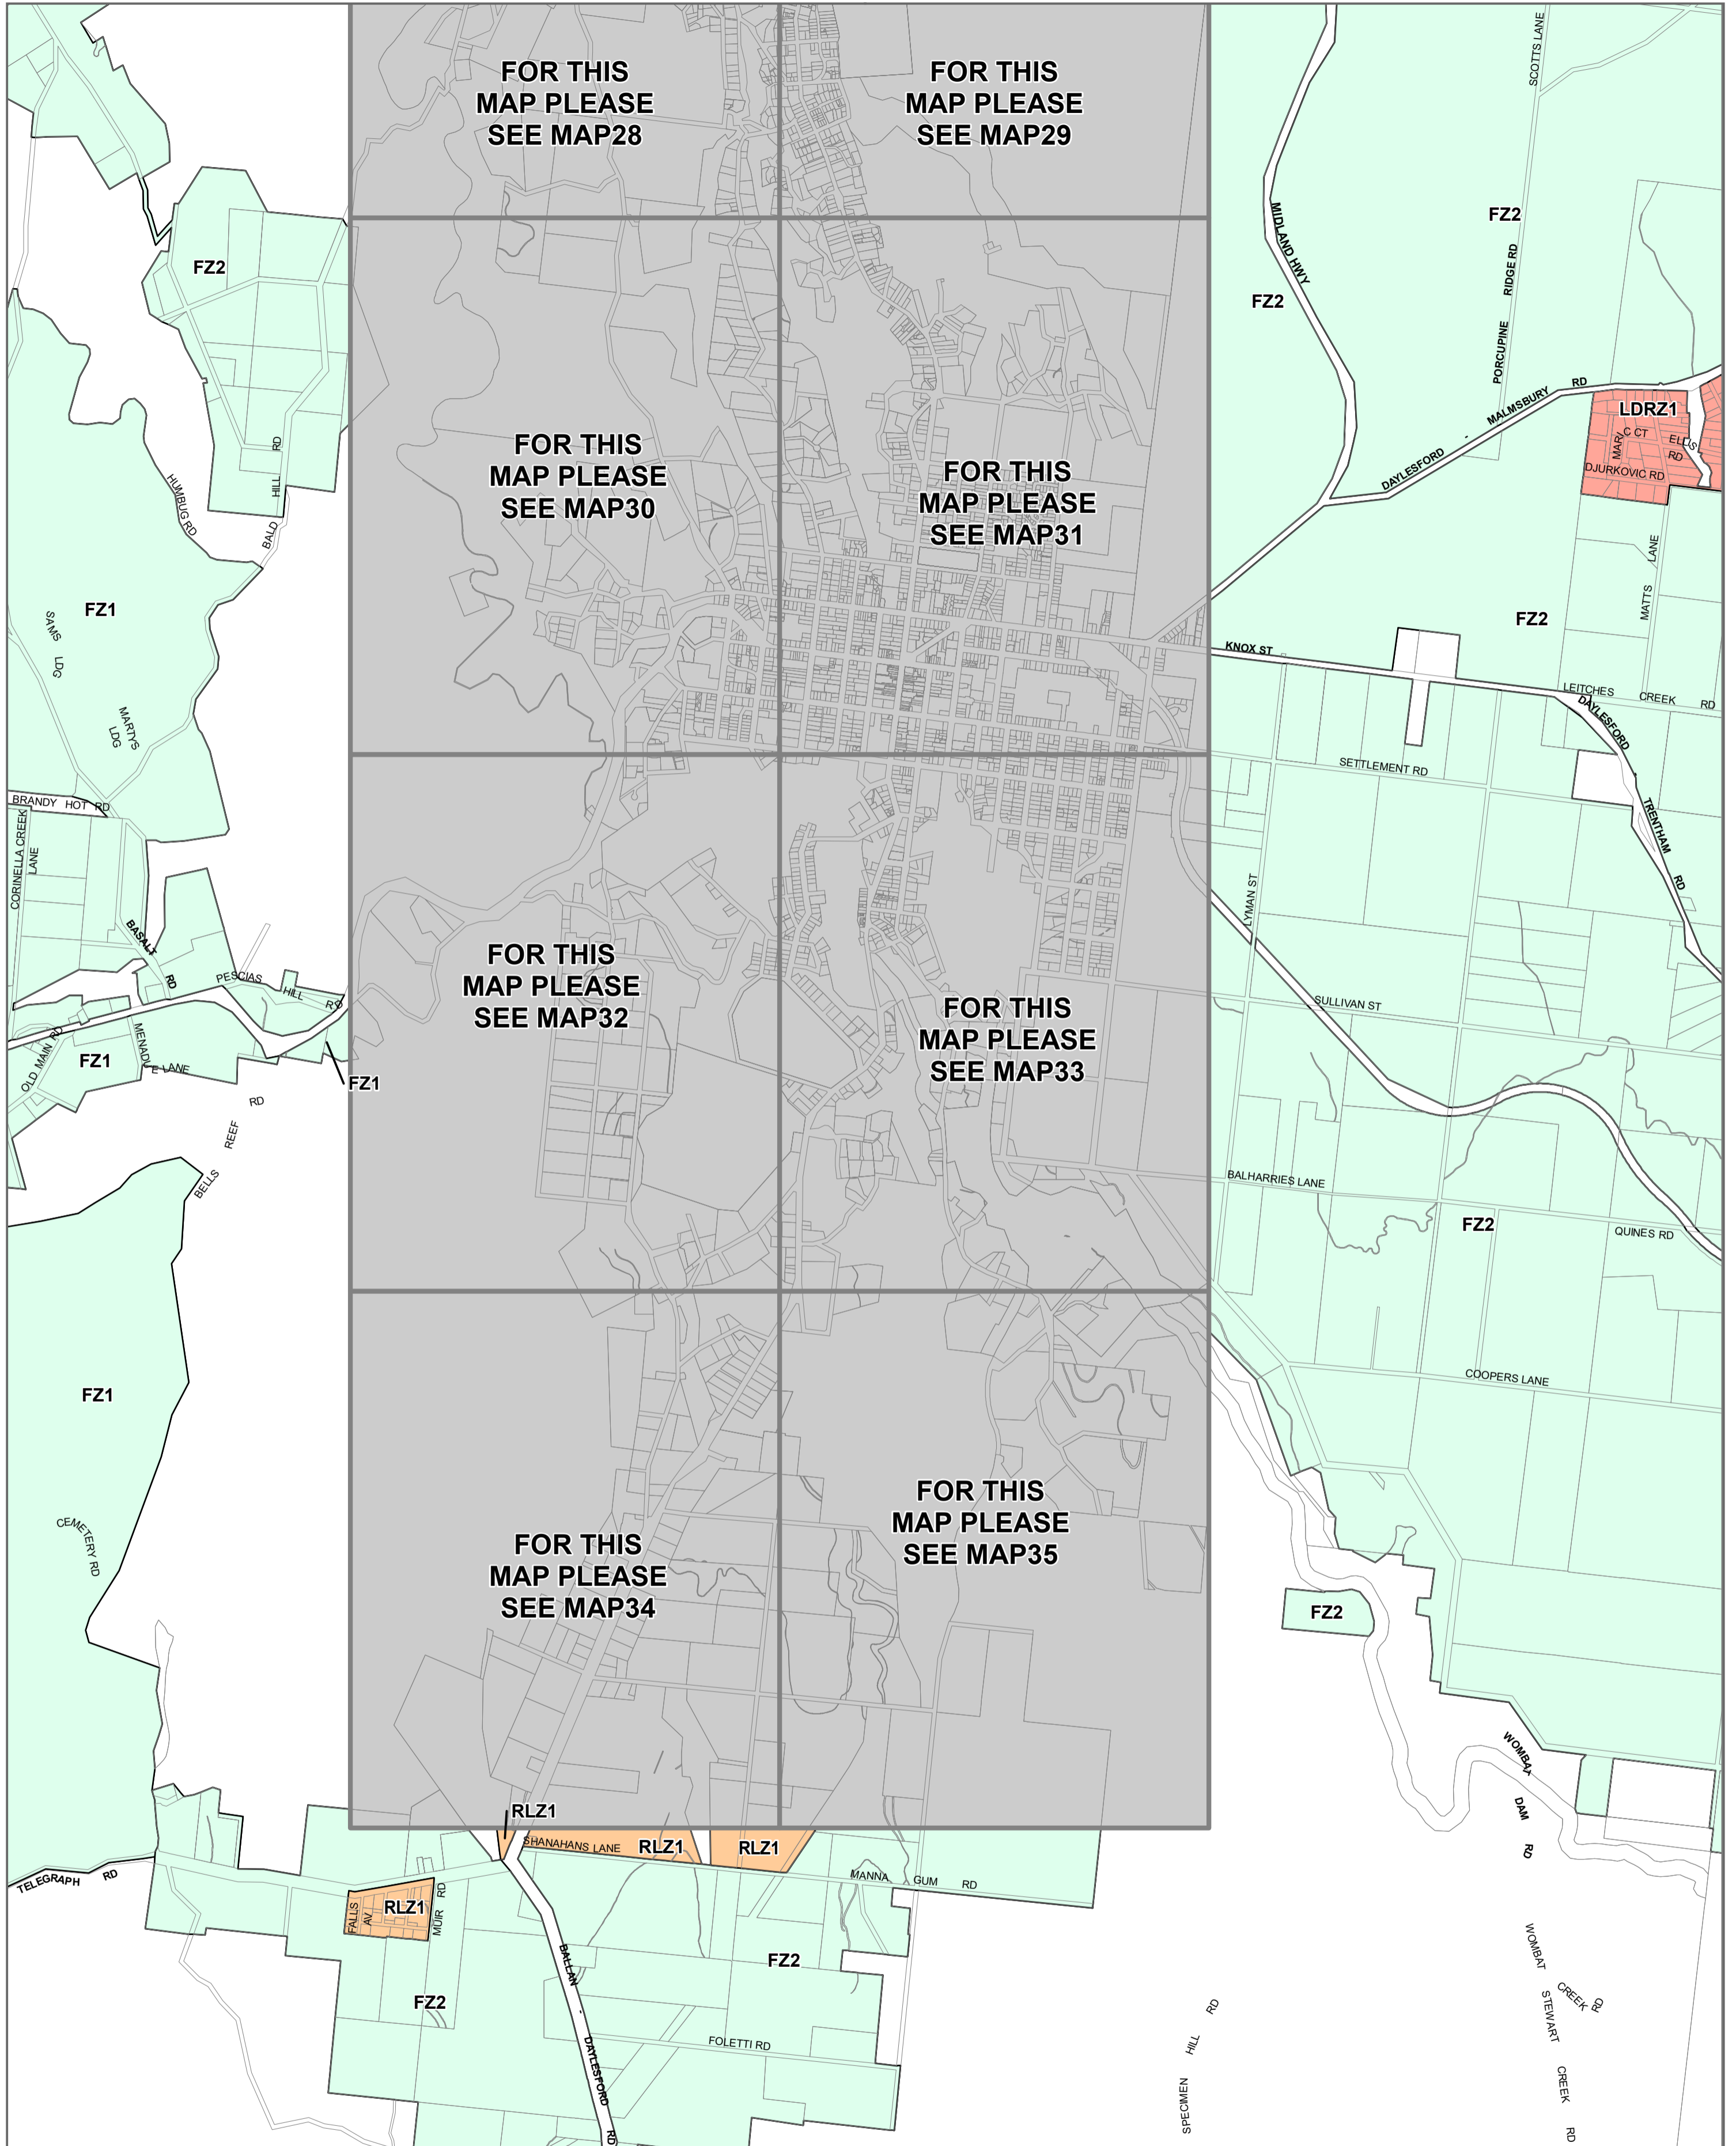 FOR THIS
MAP PLEASE
SEE MAP28
FOR THIS
MAP PLEASE
SEE MAP29
SCOTTS LANE
MIDLAND HWY
FZ2
FZ2
FZ2
PORCUPINE RIDGE RD
DAYLESFORD - MALMSBURY RD
LDRZ1
MARI
C CT
ELLIS RD
DJURKOVIC RD
HILL RD
BALD
HUMBUG RD
FOR THIS
MAP PLEASE
SEE MAP30
FOR THIS
MAP PLEASE
SEE MAP31
FZ1
SAMS LDG
MARTYS
LDG
FZ2
MATTS LANE
KNOX ST
LEITCHES CREEK RD
DAYLESFORD
TRENTHAM RD
SETTLEMENT RD
BRANDY HOT RD
CORINELLA CREEK
LANE
BASALT RD
PESCIAS HILL RD
LYMAN ST
FOR THIS
MAP PLEASE
SEE MAP32
FOR THIS
MAP PLEASE
SEE MAP33
SULLIVAN ST
OLD MAIN RD
FZ1
MENADU
E LANE
FZ1
BELLS REEF RD
BALHARRIES LANE
FZ2
QUINES RD
COOPERS LANE
FZ1
CEMETERY RD
FOR THIS
MAP PLEASE
SEE MAP34
FOR THIS
MAP PLEASE
SEE MAP35
FZ2
WOMBAT DAM RD
RLZ1
SHANAHANS LANE
RLZ1
RLZ1
MANNA GUM RD
TELEGRAPH RD
RLZ1
FALLS
AV
MUIR RD
BALLAN - DAYLESFORD RD
FZ2
FZ2
FOLETTI RD
SPECIMEN HILL RD
WOMBAT CREEK RD
STEWART CREEK RD